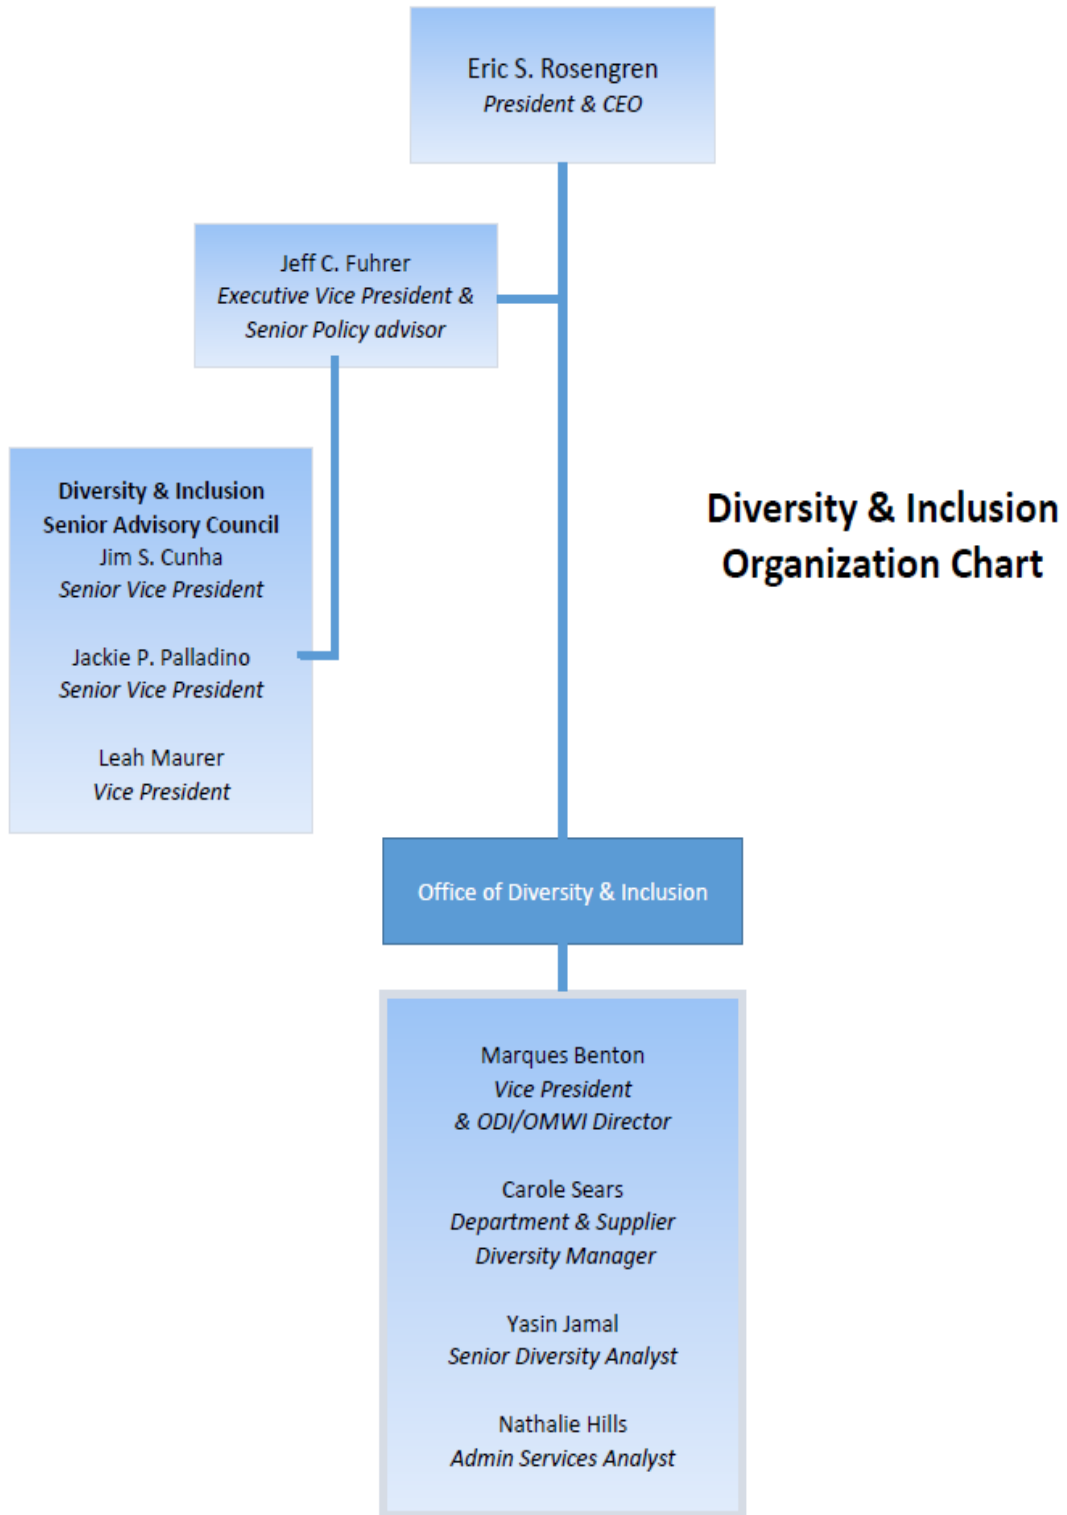 Eric S. Rosengren
President & CEO
Jeff C. Fuhrer
Executive Vice President &
Senior Policy advisor
Diversity & Inclusion
Senior Advisory Council
Jim S. Cunha
Senior Vice President
Jackie P. Palladino
Senior Vice President
Leah Maurer
Vice President
Diversity & Inclusion
Organization Chart
Office of Diversity & Inclusion
Marques Benton
Vice President
& ODI/OMWI Director
Carole Sears
Department & Supplier
Diversity Manager
Yasin Jamal
Senior Diversity Analyst
Nathalie Hills
Admin Services Analyst